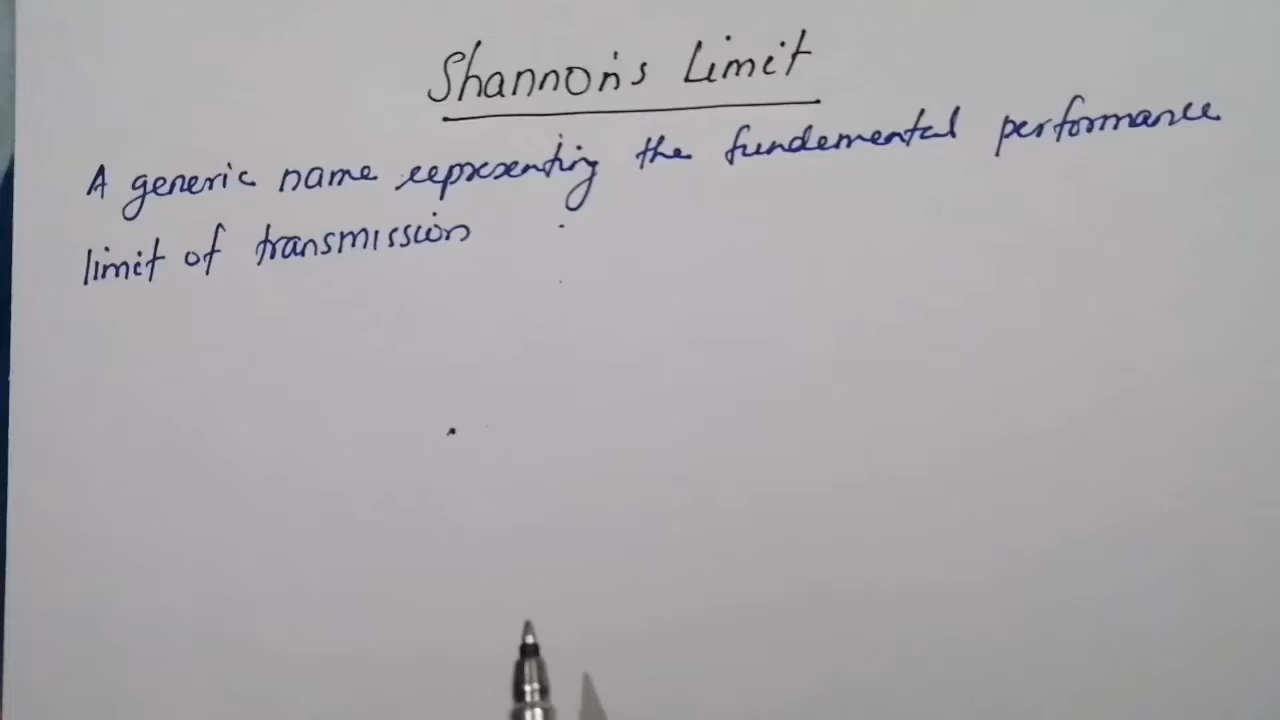 Shannon's Limit
A generic name representing the fundemental performance
limit of transmission